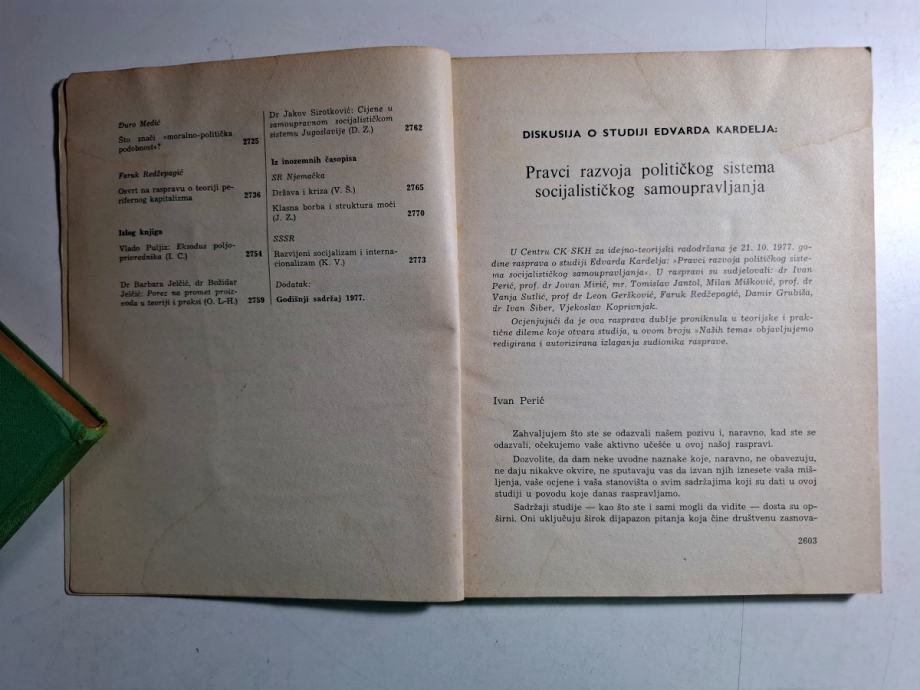 Đuro Medić
Što znači »moralno-politička
podobnost«? 2725
Faruk Redžepagić
Osvrt na raspravu o teoriji pe-
rifernog kapitalizma 2736
Izlog knjiga
Vlado Puljiz: Eksodus poljo-
privrednika (I. C.) 2754
Dr Barbara Jelčić, dr Božidar
Jelčić: Porez na promet proiz-
voda u teoriji i praksi (O. L-H.) 2759
Dr Jakov Sirotković: Cijene u
samoupravnom socijalističkom
sistemu Jugoslavije (D. Z.) 2762
Iz inozemnih časopisa
SR Njemačka
Država i kriza (V. Š.) 2765
Klasna borba i struktura moći
(J. Z.) 2770
SSSR
Razvijeni socijalizam i interna-
cionalizam (K. V.) 2773
Dodatak:
Godišnji sadržaj 1977.
DISKUSIJA O STUDIJI EDVARDA KARDELJA:
Pravci razvoja političkog sistema
socijalističkog samoupravljanja
U Centru CK SKH za idejno-teorijski radodržana je 21. 10. 1977. go-
dine rasprava o studiji Edvarda Kardelja: »Pravci razvoja političkog siste-
ma socijalističkog samoupravljanja«. U raspravi su sudjelovali: dr Ivan
Perić, prof. dr Jovan Mirić, mr. Tomislav Jantol, Milan Mišković, prof. dr
Vanja Sutlić, prof dr Leon Geršković, Faruk Redžepagić, Damir Grubiša,
dr Ivan Šiber, Vjekoslav Koprivnjak.
Ocjenjujući da je ova rasprava dublje proniknula u teorijske i prak-
tične dileme koje otvara studija, u ovom broju »Naših tema« objavljujemo
redigirana i autorizirana izlaganja sudionika rasprave.
Ivan Perić
Zahvaljujem što ste se odazvali našem pozivu i, naravno, kad ste se
odazvali, očekujemo vaše aktivno učešće u ovoj našoj raspravi.
Dozvolite, da dam neke uvodne naznake koje, naravno, ne obavezuju,
ne daju nikakve okvire, ne sputavaju vas da izvan njih iznesete vaša miš-
ljenja, vaše ocjene i vaša stanovišta o svim sadržajima koji su dati u ovoj
studiji u povodu koje danas raspravljamo.
Sadržaji studije — kao što ste i sami mogli da vidite — dosta su op-
širni. Oni uključuju širok dijapazon pitanja koja čine društvenu zasnova-
2603